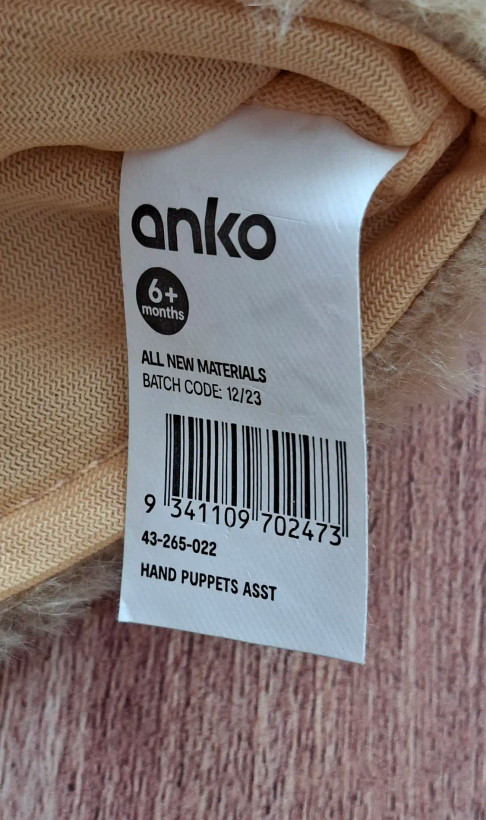 anko
6+
months
ALL NEW MATERIALS
BATCH CODE: 12/23
9 341109 702473
43-265-022
HAND PUPPETS ASST